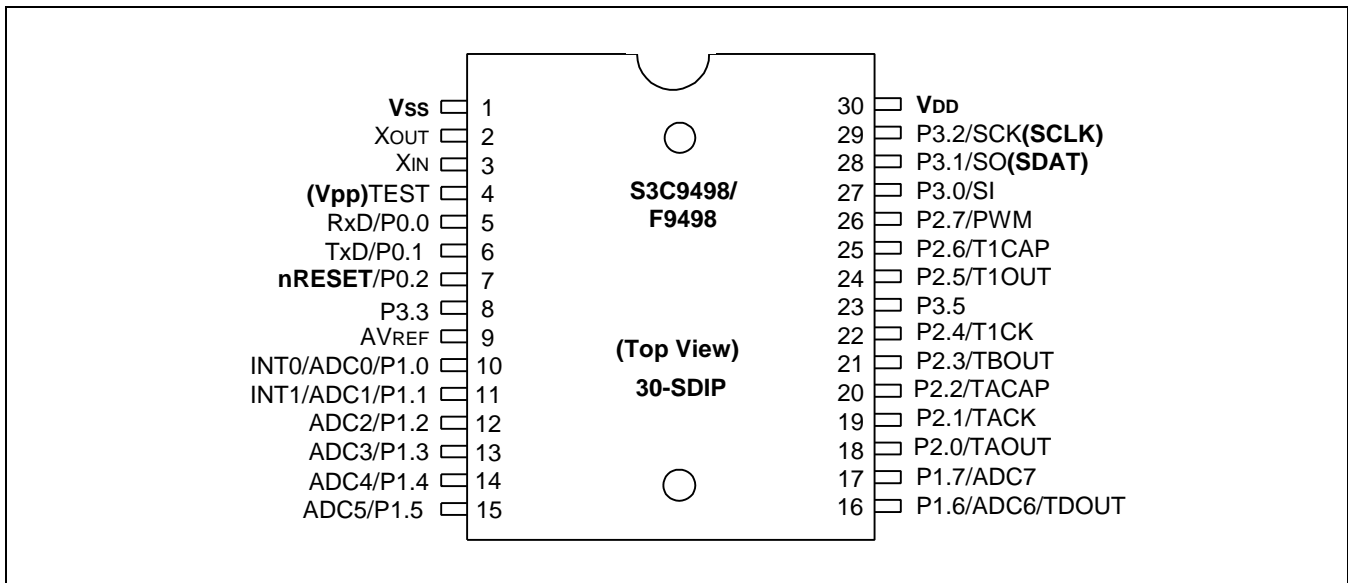 VSS 1
XOUT 2
XIN 3
(Vpp)TEST 4
RxD/P0.0 5
TxD/P0.1 6
nRESET/P0.2 7
P3.3 8
AVREF 9
INT0/ADC0/P1.0 10
INT1/ADC1/P1.1 11
ADC2/P1.2 12
ADC3/P1.3 13
ADC4/P1.4 14
ADC5/P1.5 15
S3C9498/
F9498
(Top View)
30-SDIP
30 VDD
29 P3.2/SCK(SCLK)
28 P3.1/SO(SDAT)
27 P3.0/SI
26 P2.7/PWM
25 P2.6/T1CAP
24 P2.5/T1OUT
23 P3.5
22 P2.4/T1CK
21 P2.3/TBOUT
20 P2.2/TACAP
19 P2.1/TACK
18 P2.0/TAOUT
17 P1.7/ADC7
16 P1.6/ADC6/TDOUT